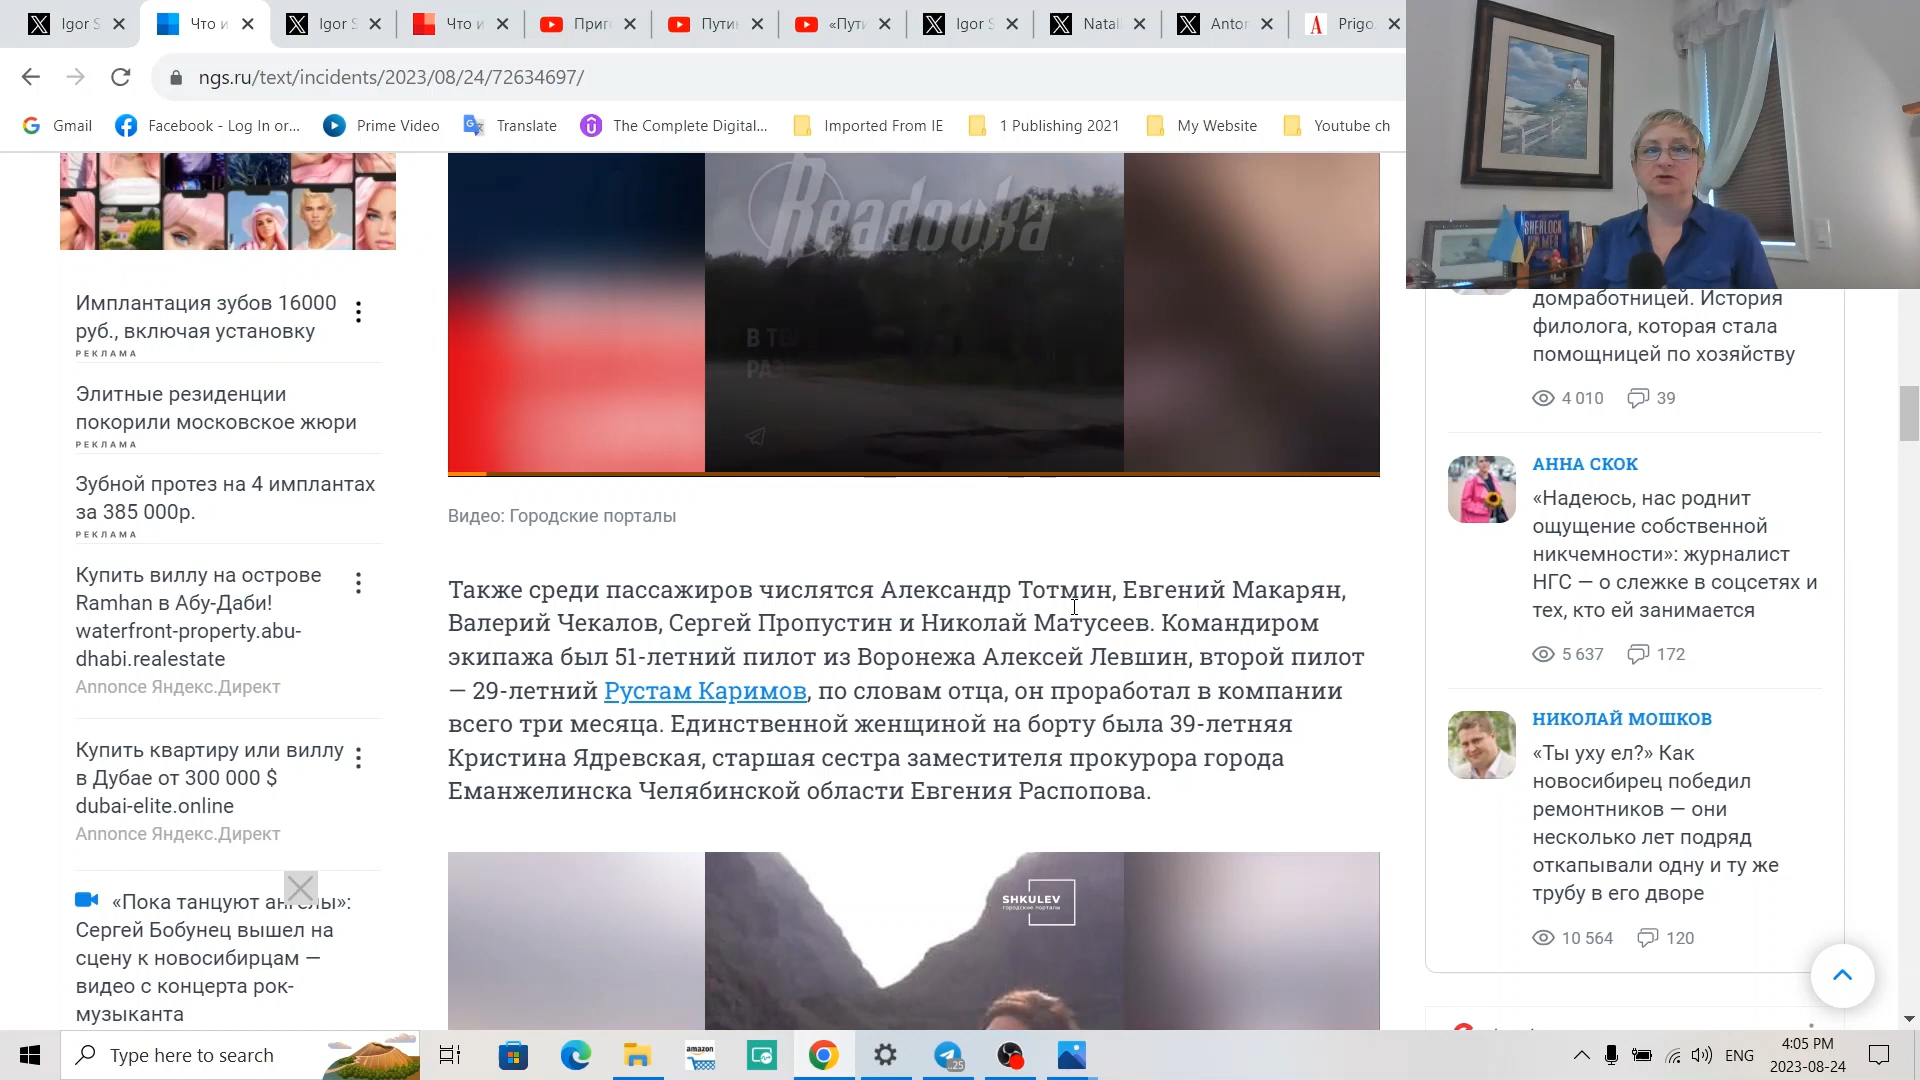 Igor S
Что и
Igor S
Что и
Приг
Пути
«Пути
Igor S
Natali
Anton
Prigo
ngs.ru/text/incidents/2023/08/24/72634697/
Gmail
Facebook - Log In or...
Prime Video
Translate
The Complete Digital...
Imported From IE
1 Publishing 2021
My Website
Youtube ch
SHERLOCK
Имплантация зубов 16000
руб., включая установку
РЕКЛАМА
Элитные резиденции
покорили московское жюри
РЕКЛАМА
Зубной протез на 4 имплантах
за 385 000р.
РЕКЛАМА
Купить виллу на острове
Ramhan в Абу-Даби!
waterfront-property.abu-
dhabi.realestate
Annonce Яндекс.Директ
Купить квартиру или виллу
в Дубае от 300 000 $
dubai-elite.online
Annonce Яндекс.Директ
«Пока танцуют ангелы»:
Сергей Бобунец вышел на
сцену к новосибирцам —
видео с концерта рок-
музыканта
Readovka
Видео: Городские порталы
Также среди пассажиров числятся Александр Тотмин, Евгений Макарян,
Валерий Чекалов, Сергей Пропустин и Николай Матусеев. Командиром
экипажа был 51-летний пилот из Воронежа Алексей Левшин, второй пилот
— 29-летний Рустам Каримов, по словам отца, он проработал в компании
всего три месяца. Единственной женщиной на борту была 39-летняя
Кристина Ядревская, старшая сестра заместителя прокурора города
Еманжелинска Челябинской области Евгения Распопова.
SHKULEV
городские порталы
домработницей. История
филолога, которая стала
помощницей по хозяйству
4 010 39
АННА СКОК
«Надеюсь, нас роднит
ощущение собственной
никчемности»: журналист
НГС — о слежке в соцсетях и
тех, кто ей занимается
5 637 172
НИКОЛАЙ МОШКОВ
«Ты уху ел?» Как
новосибирец победил
ремонтников — они
несколько лет подряд
откапывали одну и ту же
трубу в его дворе
10 564 120
Type here to search
amazon
25
ENG
4:05 PM
2023-08-24